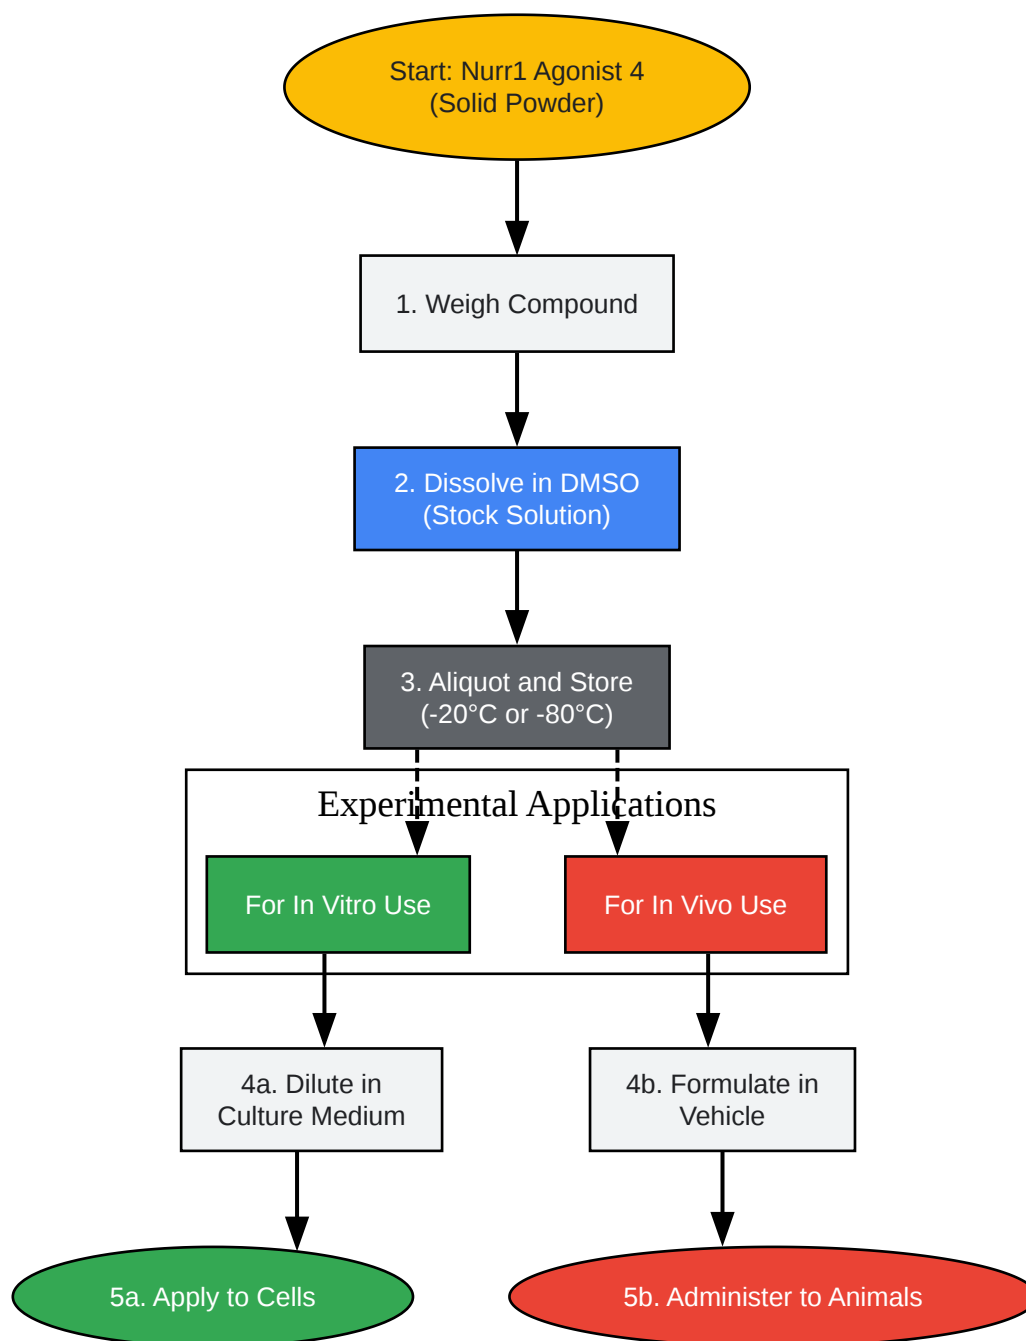 Start: Nurr1 Agonist 4
(Solid Powder)
1. Weigh Compound
2. Dissolve in DMSO
(Stock Solution)
3. Aliquot and Store
(-20°C or -80°C)
Experimental Applications
For In Vitro Use
For In Vivo Use
4a. Dilute in
Culture Medium
4b. Formulate in
Vehicle
5a. Apply to Cells
5b. Administer to Animals